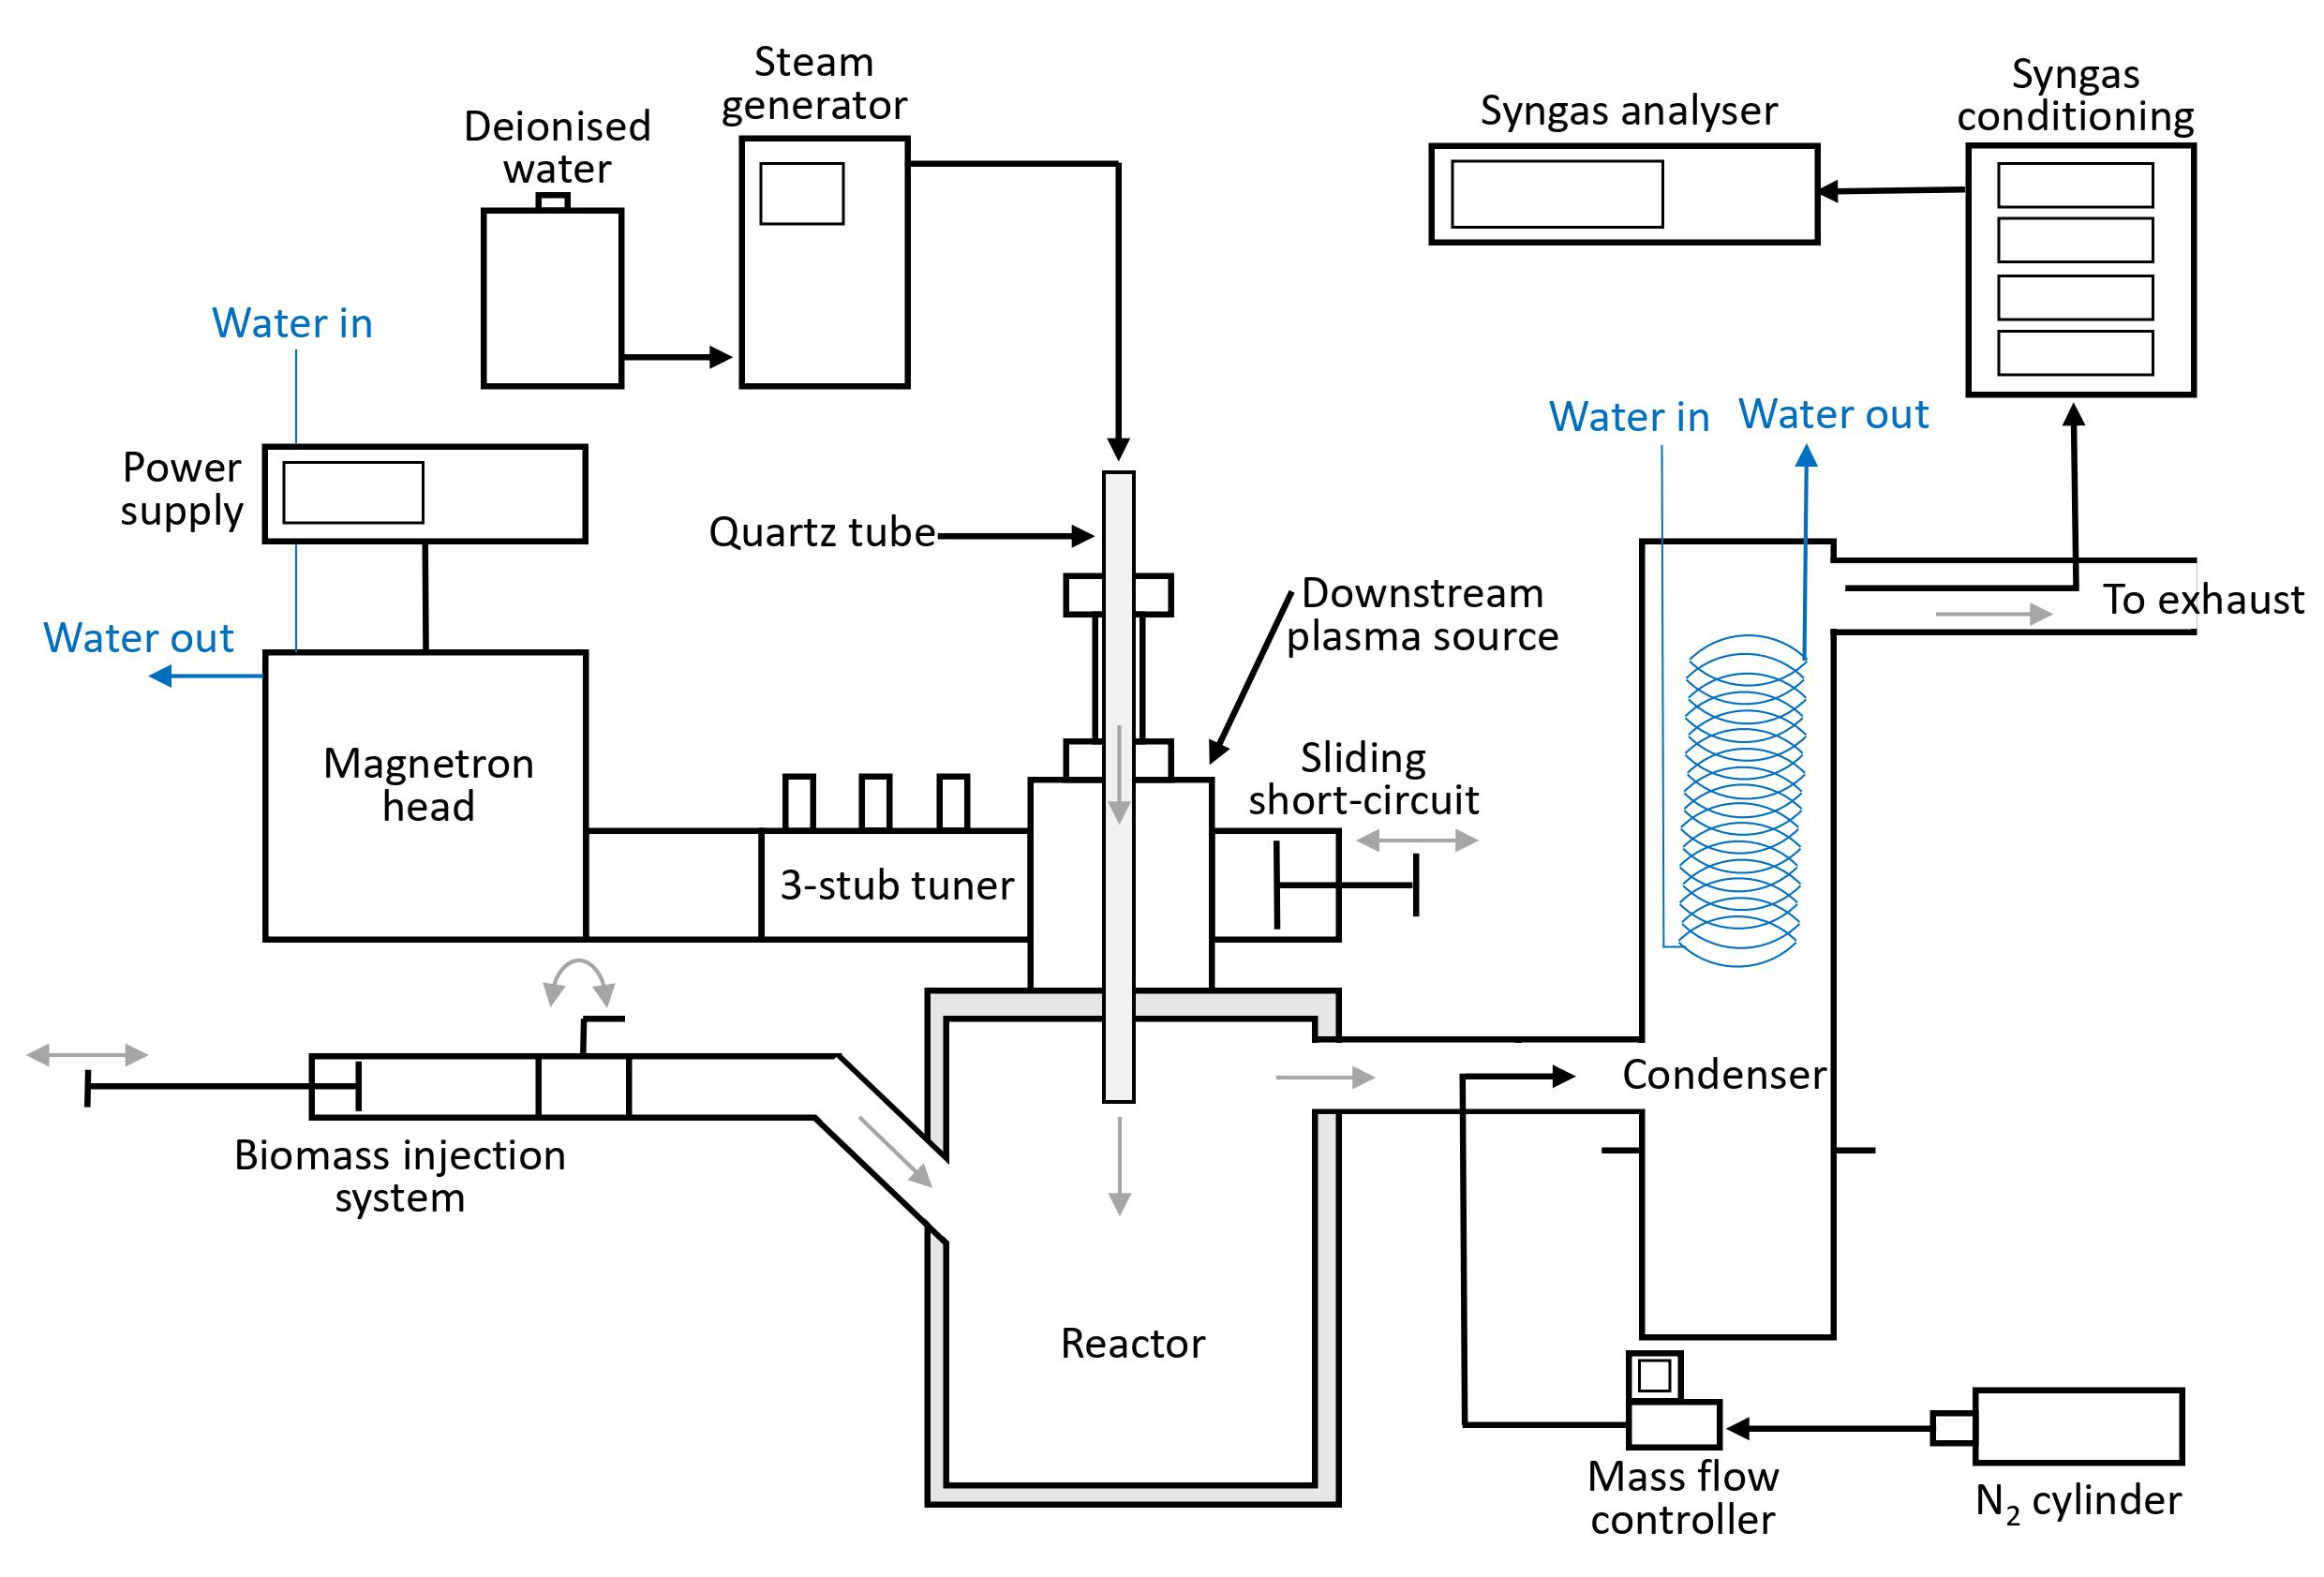 Steam
generator
Deionised
water
Syngas analyser
Syngas
conditioning
Water in
Power
supply
Water out
Quartz tube
Downstream
plasma source
Water in
Water out
To exhaust
Magnetron
head
3-stub tuner
Sliding
short-circuit
Condenser
Biomass injection
system
Reactor
Mass flow
controller
N₂ cylinder